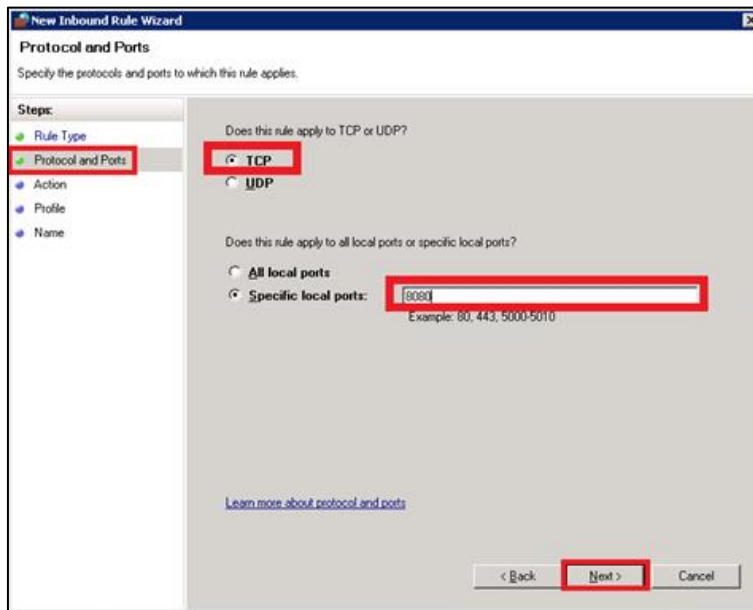 New Inbound Rule Wizard
Protocol and Ports
Specify the protocols and ports to which this rule applies.
Steps:
Rule Type
Protocol and Ports
Action
Profile
Name
Does this rule apply to TCP or UDP?
TCP
UDP
Does this rule apply to all local ports or specific local ports?
All local ports
Specific local ports: 8080
Example: 80, 443, 5000-5010
Learn more about protocol and ports
< Back Next > Cancel